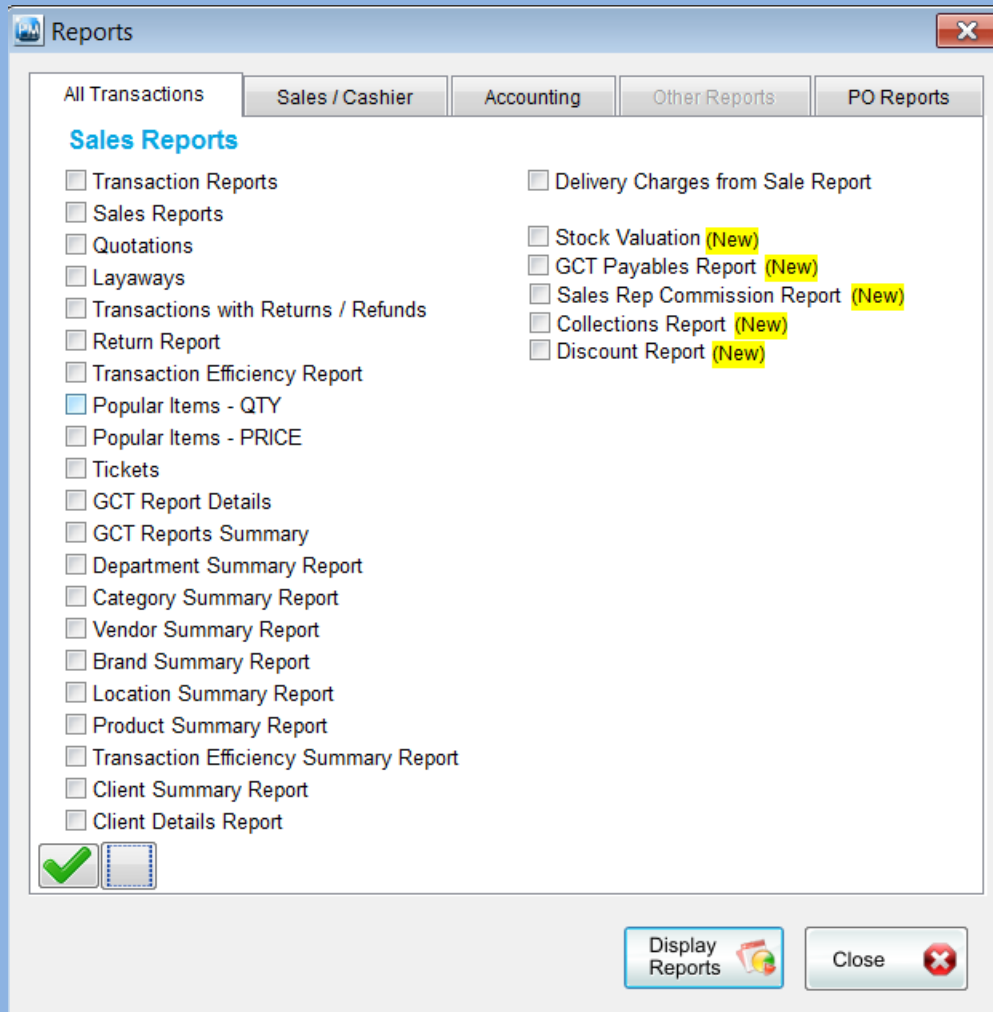 PM Reports
All Transactions
Sales / Cashier
Accounting
Other Reports
PO Reports
Sales Reports
Transaction Reports
Sales Reports
Quotations
Layaways
Transactions with Returns / Refunds
Return Report
Transaction Efficiency Report
Popular Items - QTY
Popular Items - PRICE
Tickets
GCT Report Details
GCT Reports Summary
Department Summary Report
Category Summary Report
Vendor Summary Report
Brand Summary Report
Location Summary Report
Product Summary Report
Transaction Efficiency Summary Report
Client Summary Report
Client Details Report
Delivery Charges from Sale Report
Stock Valuation (New)
GCT Payables Report (New)
Sales Rep Commission Report (New)
Collections Report (New)
Discount Report (New)
Display
Reports
Close